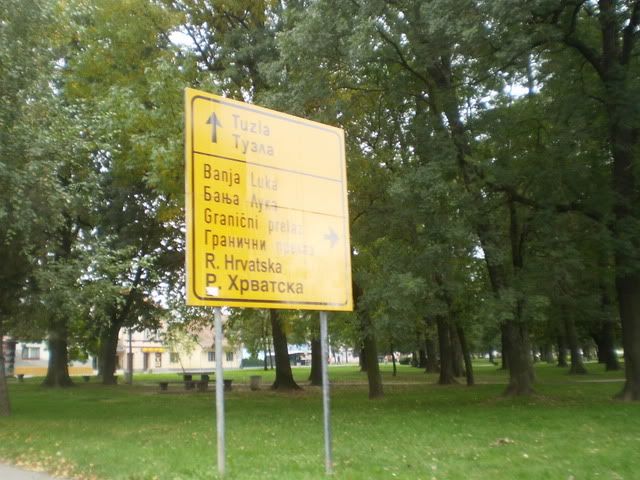 Tuzla
Тузла
Banja Luka
Бања Лука
Granični prelaz
Гранични прелаз
R. Hrvatska
Р. Хрватска